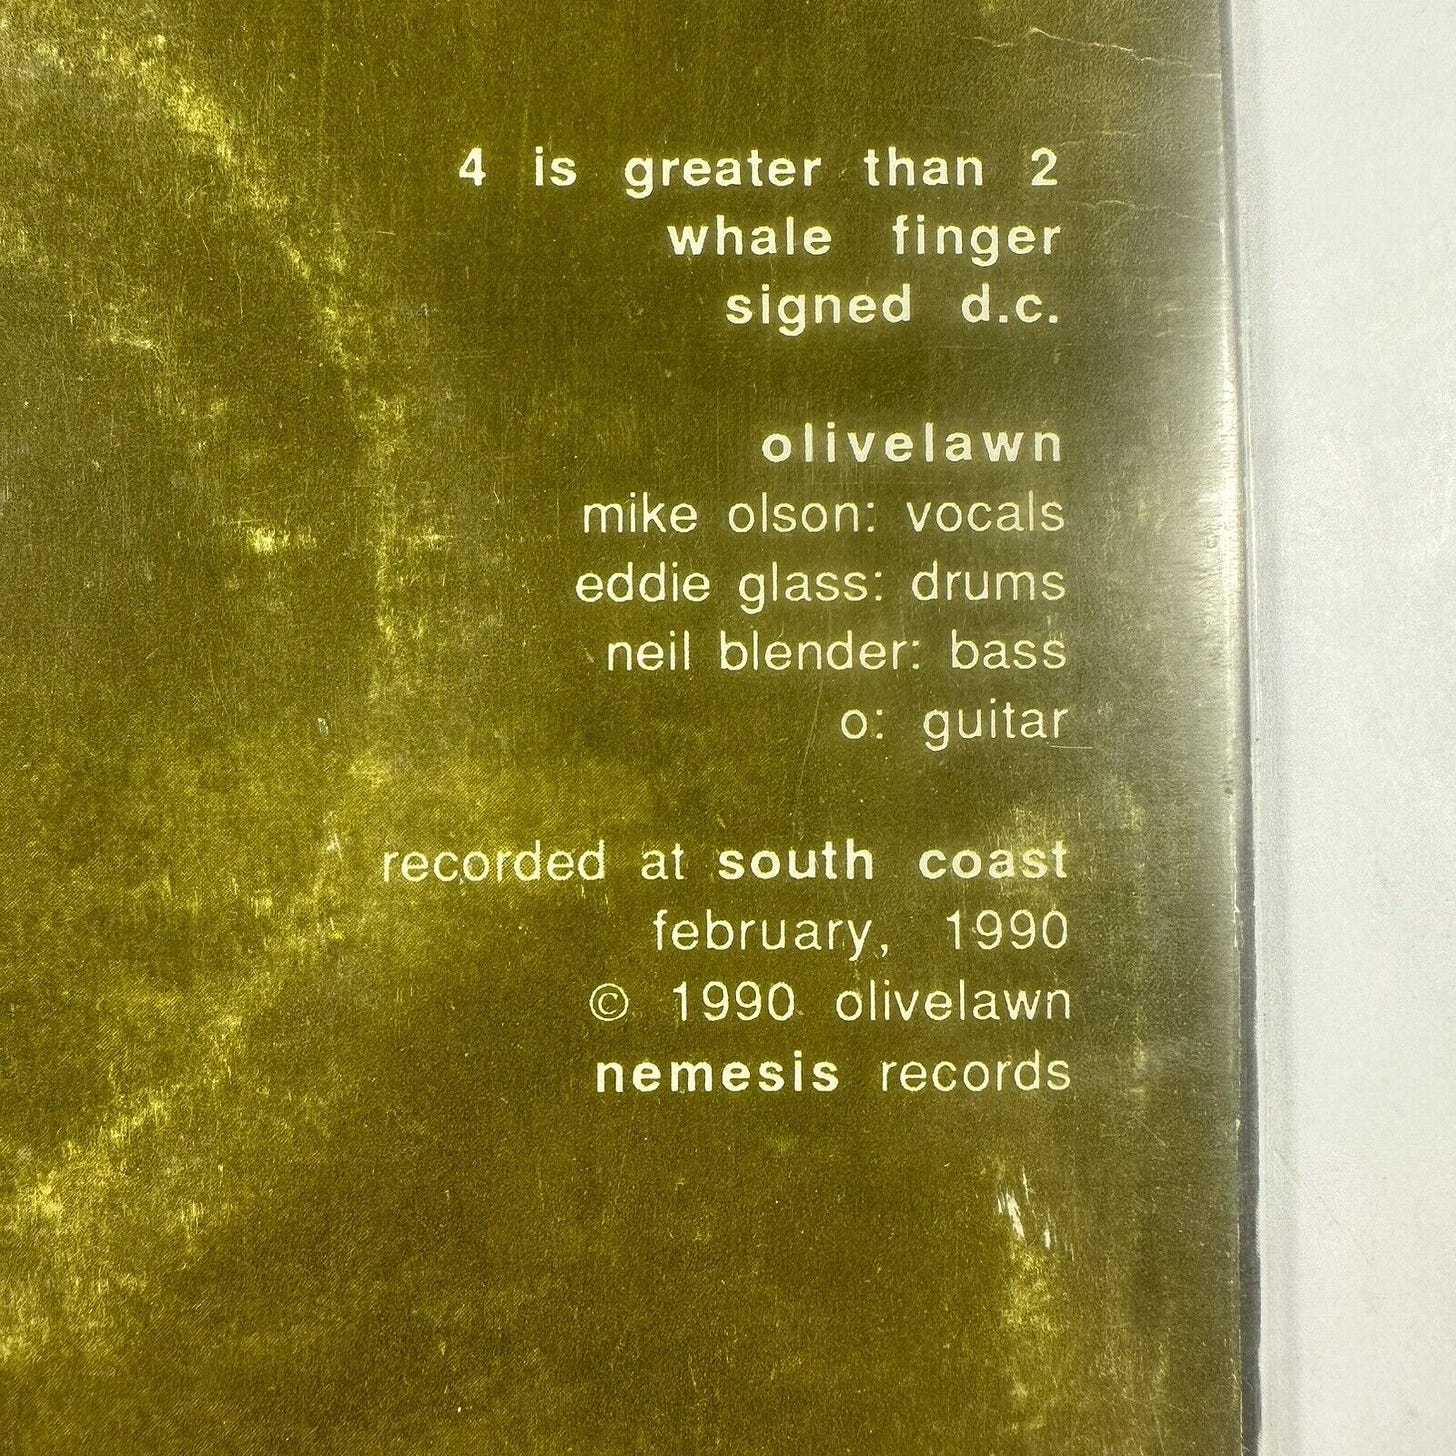 4 is greater than 2
whale finger
signed d.c.
olivelawn
mike olson: vocals
eddie glass: drums
neil blender: bass
o: guitar
recorded at south coast
february, 1990
© 1990 olivelawn
nemesis records